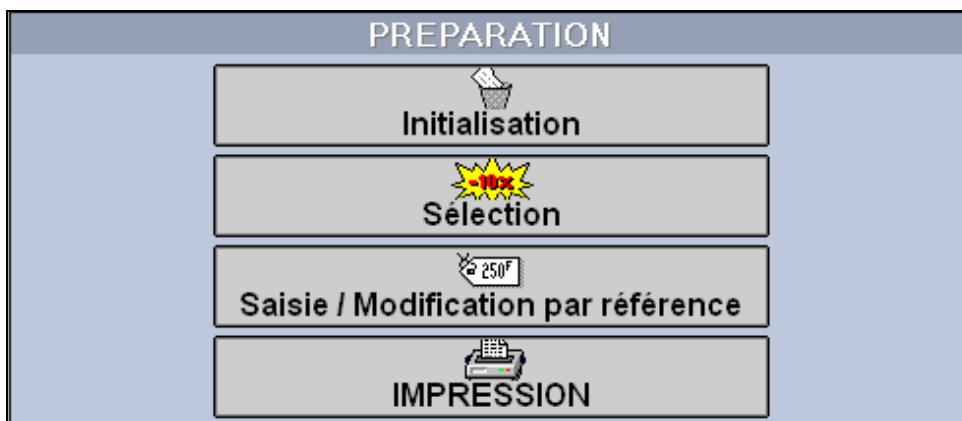 PREPARATION
Initialisation
-10%
Sélection
250F
Saisie / Modification par référence
IMPRESSION